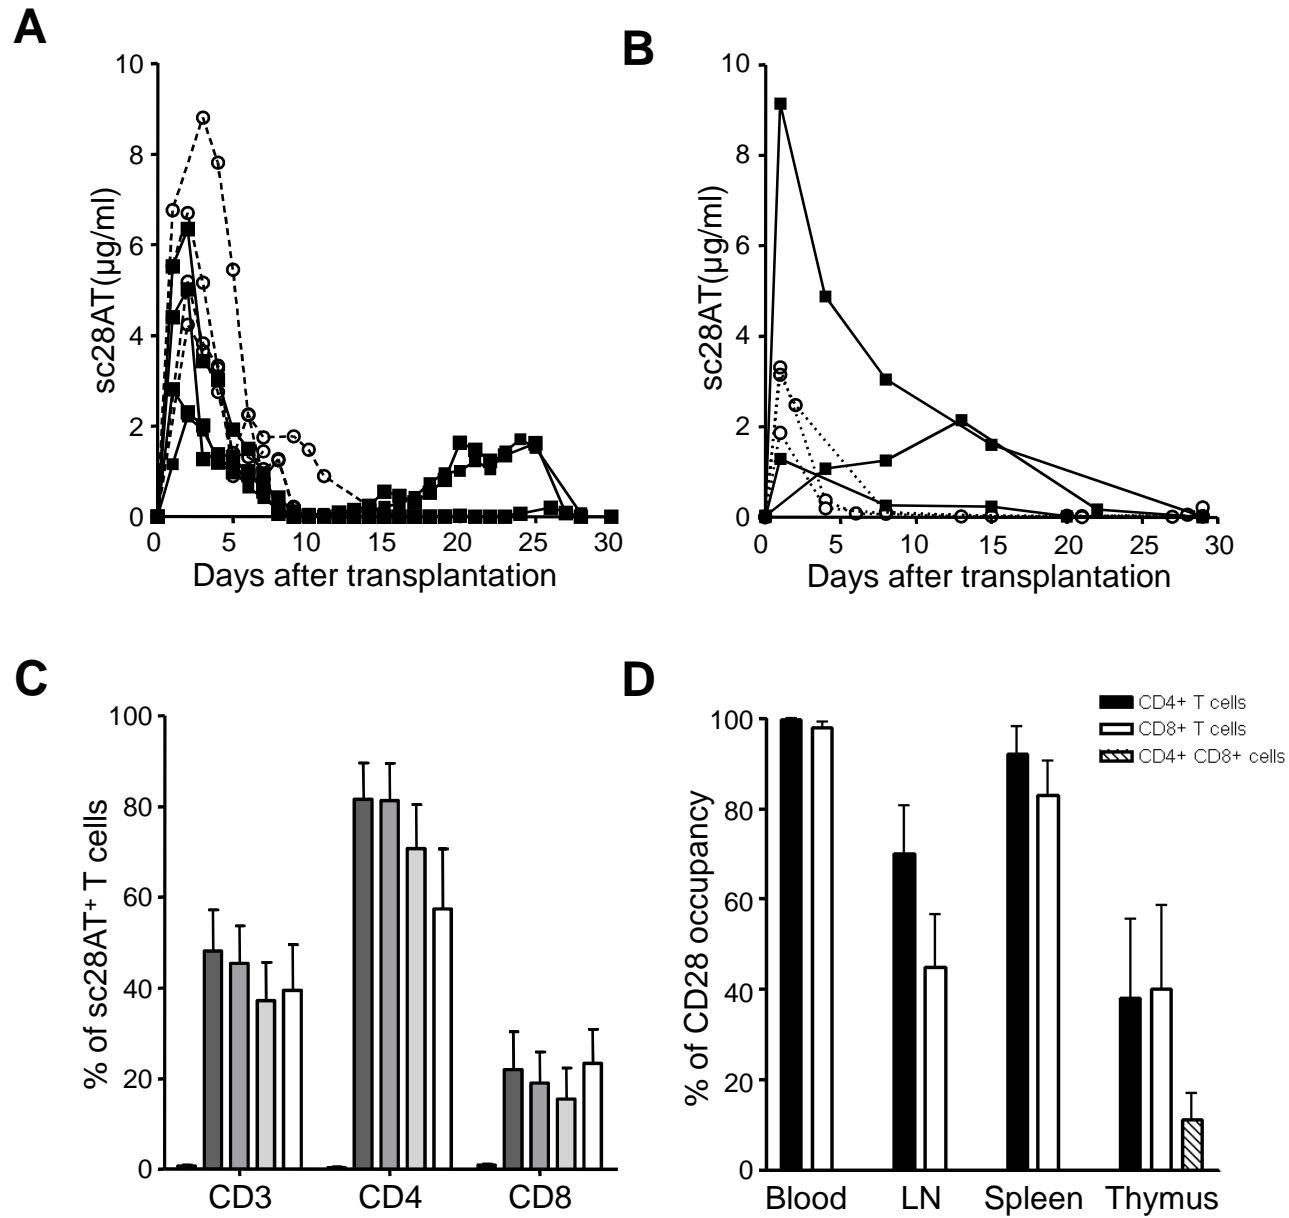 A
10
8
6
4
2
0
sc28AT(µg/ml)
0 5 10 15 20 25 30
Days after transplantation
B
10
8
6
4
2
0
sc28AT(µg/ml)
0 5 10 15 20 25 30
Days after transplantation
C
100
80
60
40
20
0
% of sc28AT+ T cells
CD3 CD4 CD8
D
CD4+ T cells
CD8+ T cells
CD4+ CD8+ cells
100
80
60
40
20
0
% of CD28 occupancy
Blood LN Spleen Thymus